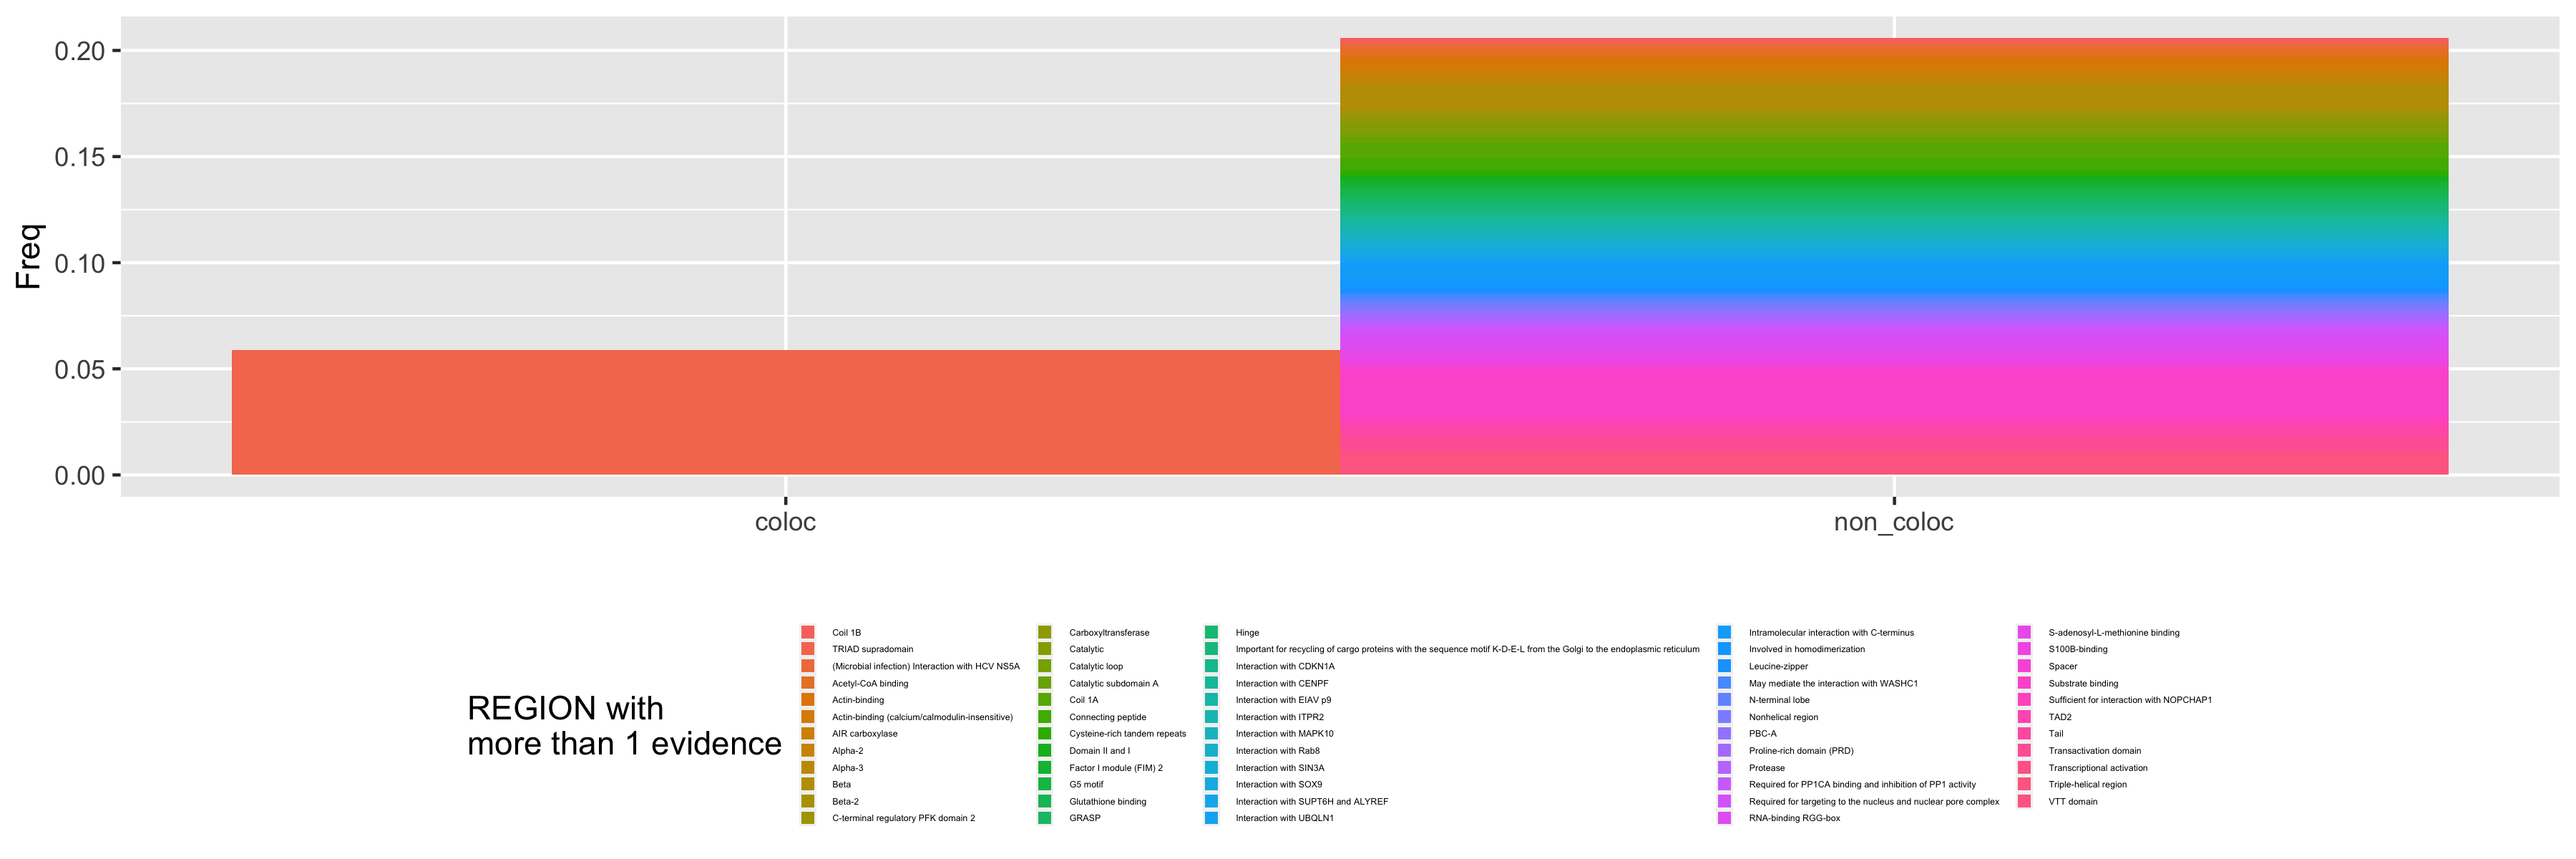 0.20
0.15
0.10
0.05
0.00
Freq
coloc
non_coloc
REGION with
more than 1 evidence
Coil 1B
TRIAD supradomain
(Microbial infection) Interaction with HCV NS5A
Acetyl-CoA binding
Actin-binding
Actin-binding (calcium/calmodulin-insensitive)
AIR carboxylase
Alpha-2
Alpha-3
Beta
Beta-2
C-terminal regulatory PFK domain 2
Carboxyltransferase
Catalytic
Catalytic loop
Catalytic subdomain A
Coil 1A
Connecting peptide
Cysteine-rich tandem repeats
Domain II and I
Factor I module (FIM) 2
G5 motif
Glutathione binding
GRASP
Hinge
Important for recycling of cargo proteins with the sequence motif K-D-E-L from the Golgi to the endoplasmic reticulum
Interaction with CDKN1A
Interaction with CENPF
Interaction with EIAV p9
Interaction with ITPR2
Interaction with MAPK10
Interaction with Rab8
Interaction with SIN3A
Interaction with SOX9
Interaction with SUPT6H and ALYREF
Interaction with UBQLN1
Intramolecular interaction with C-terminus
Involved in homodimerization
Leucine-zipper
May mediate the interaction with WASHC1
N-terminal lobe
Nonhelical region
PBC-A
Proline-rich domain (PRD)
Protease
Required for PP1CA binding and inhibition of PP1 activity
Required for targeting to the nucleus and nuclear pore complex
RNA-binding RGG-box
S-adenosyl-L-methionine binding
S100B-binding
Spacer
Substrate binding
Sufficient for interaction with NOPCHAP1
TAD2
Tail
Transactivation domain
Transcriptional activation
Triple-helical region
VTT domain